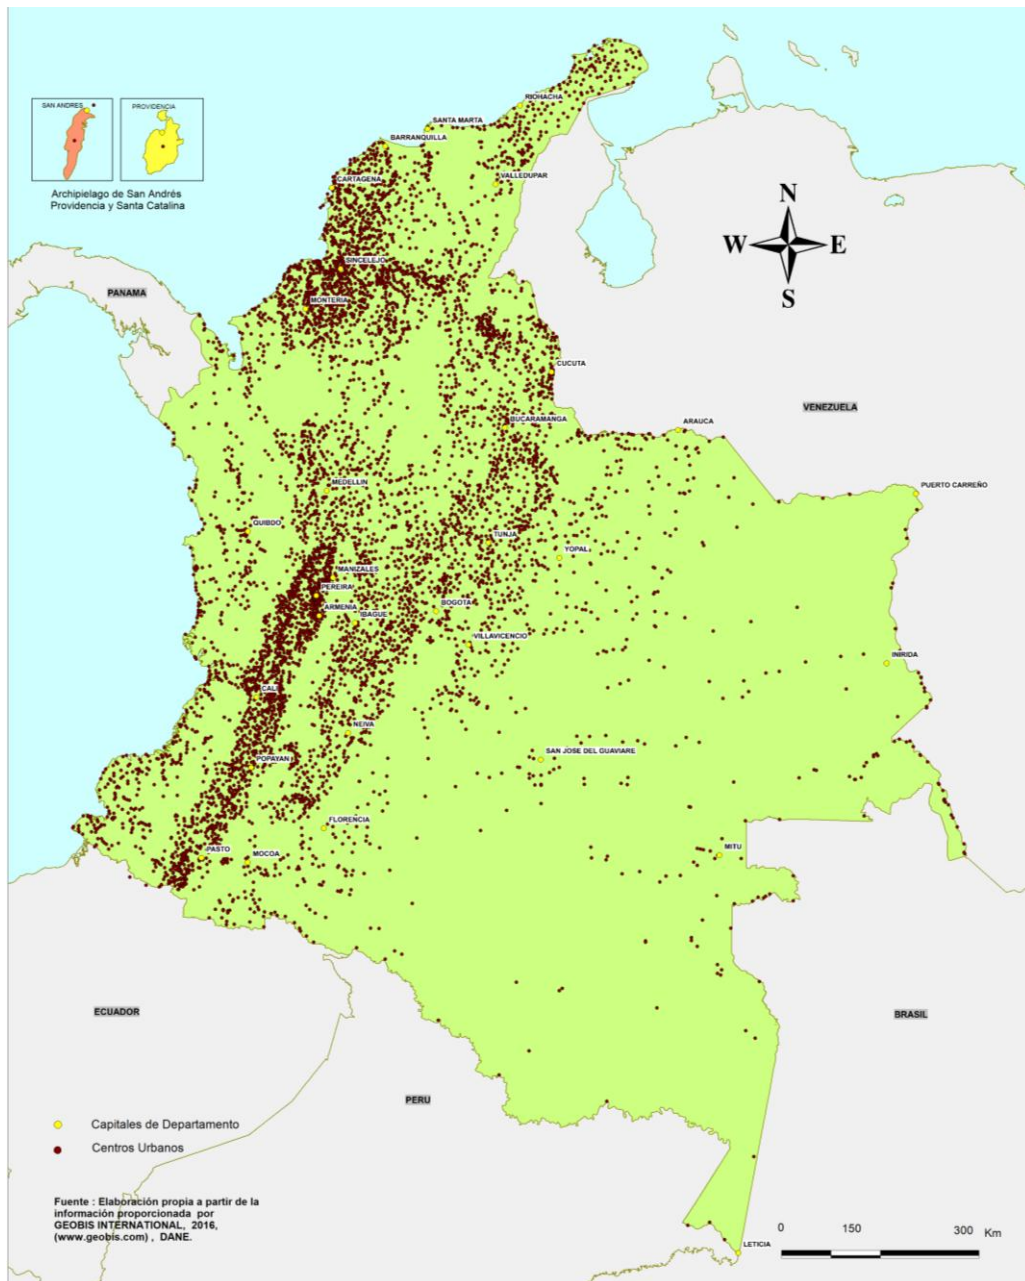 SAN ANDRES
PROVIDENCIA
Archipielago de San Andrés
Providencia y Santa Catalina
RIOHACHA
SANTA MARTA
BARRANQUILLA
CARTAGENA
VALLEDUPAR
N
W
E
S
SINCELEJO
PANAMA
MONTERIA
CUCUTA
VENEZUELA
BUCARAMANGA
ARAUCA
MEDELLIN
PUERTO CARREÑO
QUIBDO
TUNJA
YOPAL
MANIZALES
PEREIRA
ARMENIA
IBAGUE
BOGOTA
VILLAVICENCIO
INIRIDA
CALI
NEIVA
SAN JOSE DEL GUAVIARE
POPAYAN
FLORENCIA
PASTO
MOCOA
MITU
ECUADOR
BRASIL
PERU
Capitales de Departamento
Centros Urbanos
Fuente : Elaboración propia a partir de la
información proporcionada por
GEOBIS INTERNATIONAL, 2016,
(www.geobis.com) , DANE.
0 150 300 Km
LETICIA